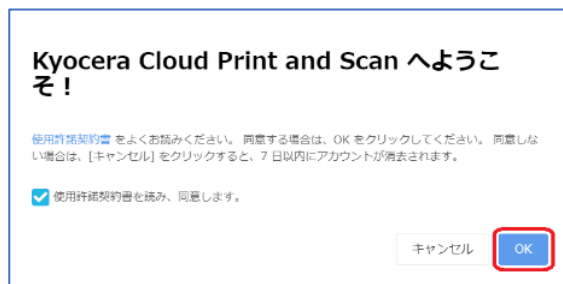 Kyocera Cloud Print and Scan へようこ
そ！
使用許諾契約書 をよくお読みください。 同意する場合は、OK をクリックしてください。 同意しな
い場合は、[キャンセル] をクリックすると、7 日以内にアカウントが消去されます。
使用許諾契約書を読み、同意します。
キャンセル OK